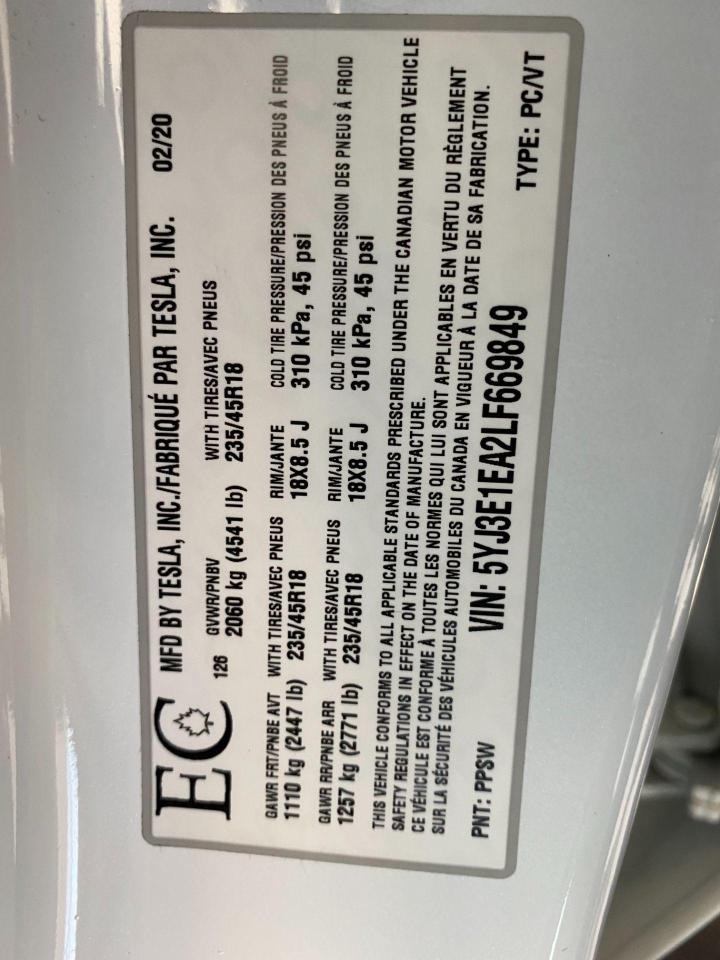 EC
MFD BY TESLA, INC./FABRIQUÉ PAR TESLA, INC. 02/20
126 GVWR/PNBV WITH TIRES/AVEC PNEUS
2060 kg (4541 lb) 235/45R18
GAWR FRT/PNBE AVT WITH TIRES/AVEC PNEUS RIM/JANTE COLD TIRE PRESSURE/PRESSION DES PNEUS À FROID
1110 kg (2447 lb) 235/45R18 18X8.5 J 310 kPa, 45 psi
GAWR RR/PNBE ARR WITH TIRES/AVEC PNEUS RIM/JANTE COLD TIRE PRESSURE/PRESSION DES PNEUS À FROID
1257 kg (2771 lb) 235/45R18 18X8.5 J 310 kPa, 45 psi
THIS VEHICLE CONFORMS TO ALL APPLICABLE STANDARDS PRESCRIBED UNDER THE CANADIAN MOTOR VEHICLE
SAFETY REGULATIONS IN EFFECT ON THE DATE OF MANUFACTURE.
CE VÉHICULE EST CONFORME À TOUTES LES NORMES QUI LUI SONT APPLICABLES EN VERTU DU RÈGLEMENT
SUR LA SÉCURITÉ DES VÉHICULES AUTOMOBILES DU CANADA EN VIGUEUR À LA DATE DE SA FABRICATION.
PNT: PPSW VIN: 5YJ3E1EA2LF669849 TYPE: PC/VT